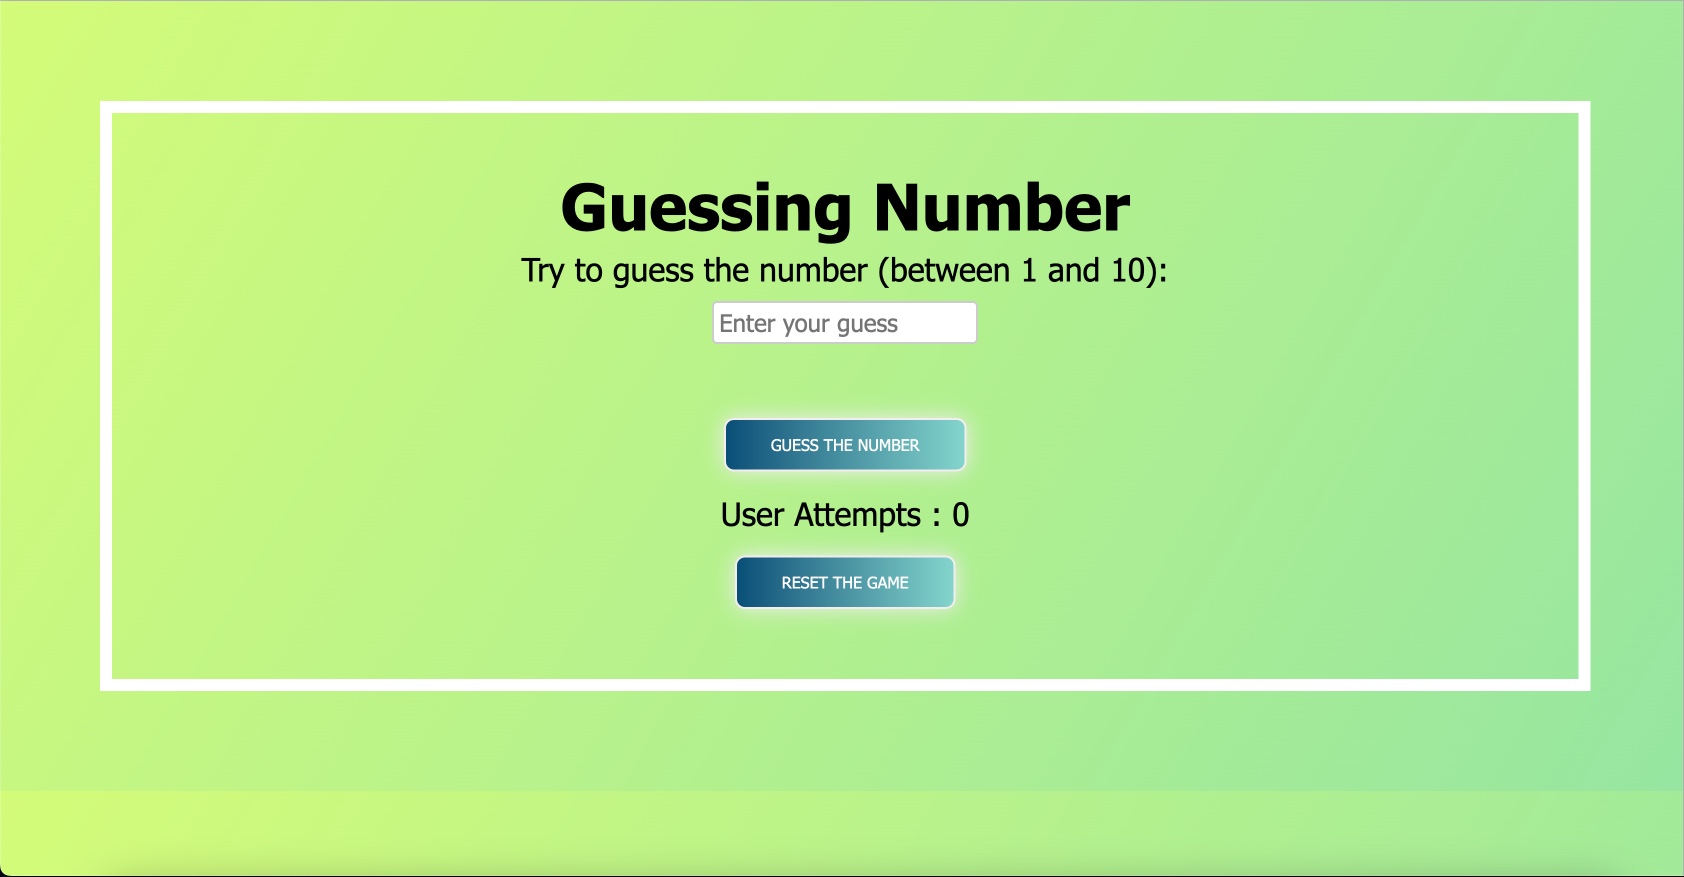 Guessing Number
Try to guess the number (between 1 and 10):
Enter your guess
GUESS THE NUMBER
User Attempts : 0
RESET THE GAME